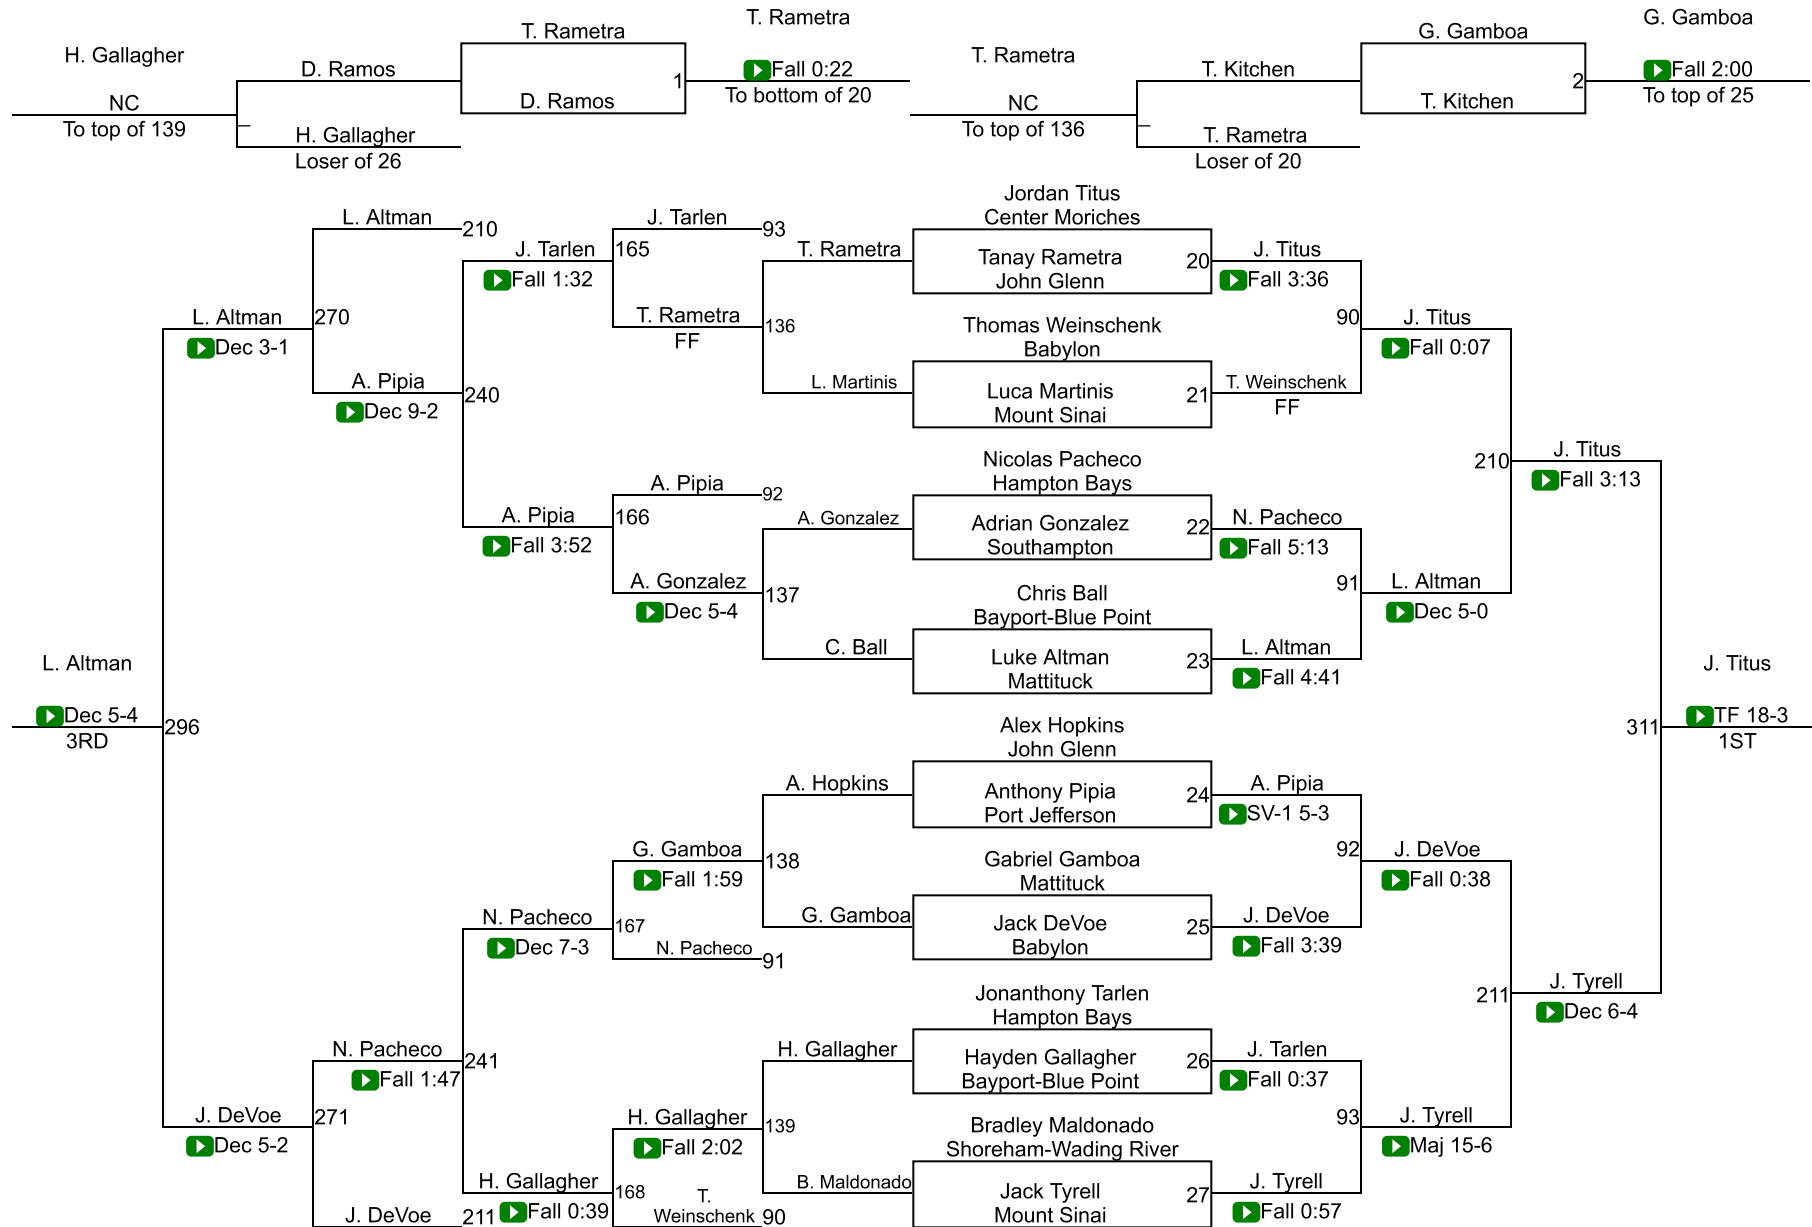 T. Rametra
G. Gamboa
T. Rametra
G. Gamboa
H. Gallagher
T. Rametra
D. Ramos
Fall 0:22
T. Kitchen
Fall 2:00
1
2
NC
D. Ramos
To bottom of 20
NC
T. Kitchen
To top of 25
To top of 139
To top of 136
H. Gallagher
T. Rametra
Loser of 26
Loser of 20
Jordan Titus
L. Altman
210
J. Tarlen
93
Center Moriches
J. Tarlen
165
T. Rametra
Tanay Rametra
20
J. Titus
Fall 1:32
John Glenn
Fall 3:36
L. Altman
270
T. Rametra
136
Thomas Weinschenk
90
J. Titus
Dec 3-1
FF
Babylon
Fall 0:07
A. Pipia
240
L. Martinis
Luca Martinis
21
T. Weinschenk
Dec 9-2
Mount Sinai
FF
Nicolas Pacheco
210
J. Titus
A. Pipia
92
Hampton Bays
Fall 3:13
A. Pipia
166
A. Gonzalez
Adrian Gonzalez
22
N. Pacheco
Fall 3:52
Southampton
Fall 5:13
A. Gonzalez
137
Chris Ball
91
L. Altman
Dec 5-4
Bayport-Blue Point
Dec 5-0
C. Ball
Luke Altman
23
L. Altman
L. Altman
Mattituck
Fall 4:41
J. Titus
Dec 5-4
296
Alex Hopkins
311
TF 18-3
3RD
John Glenn
1ST
A. Hopkins
Anthony Pipia
24
A. Pipia
Port Jefferson
SV-1 5-3
G. Gamboa
138
Gabriel Gamboa
92
J. DeVoe
Fall 1:59
Mattituck
Fall 0:38
N. Pacheco
167
G. Gamboa
Jack DeVoe
25
J. DeVoe
Dec 7-3
N. Pacheco
91
Babylon
Fall 3:39
Jonanthony Tarlen
211
J. Tyrell
Hampton Bays
Dec 6-4
N. Pacheco
241
H. Gallagher
Hayden Gallagher
26
J. Tarlen
Fall 1:47
Bayport-Blue Point
Fall 0:37
J. DeVoe
271
H. Gallagher
139
Bradley Maldonado
93
J. Tyrell
Dec 5-2
Fall 2:02
Shoreham-Wading River
Maj 15-6
H. Gallagher
168
T.
B. Maldonado
Jack Tyrell
27
J. Tyrell
J. DeVoe
211
Fall 0:39
Weinschenk
90
Mount Sinai
Fall 0:57